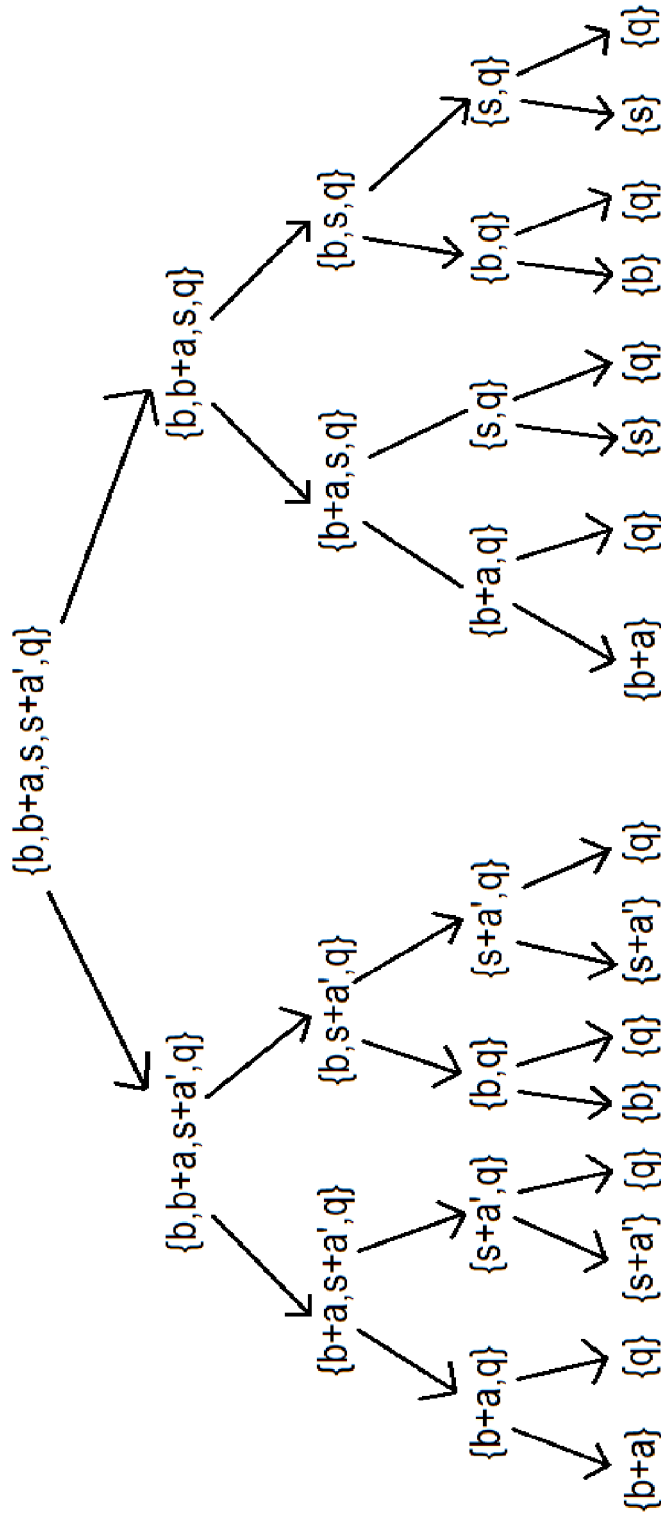 {b,b+a,s,s+a',q}
{b,b+a,s+a',q} {b,b+a,s,q}
{b+a,s+a',q} {b,s+a',q} {b+a,s,q} {b,s,q}
{b+a,q} {s+a',q} {b,q} {s+a',q} {b+a,q} {s,q} {b,q} {s,q}
{b+a} {q} {s+a'} {q} {b} {q} {s+a'} {q} {b+a} {q} {s} {q} {b} {q} {s} {q}